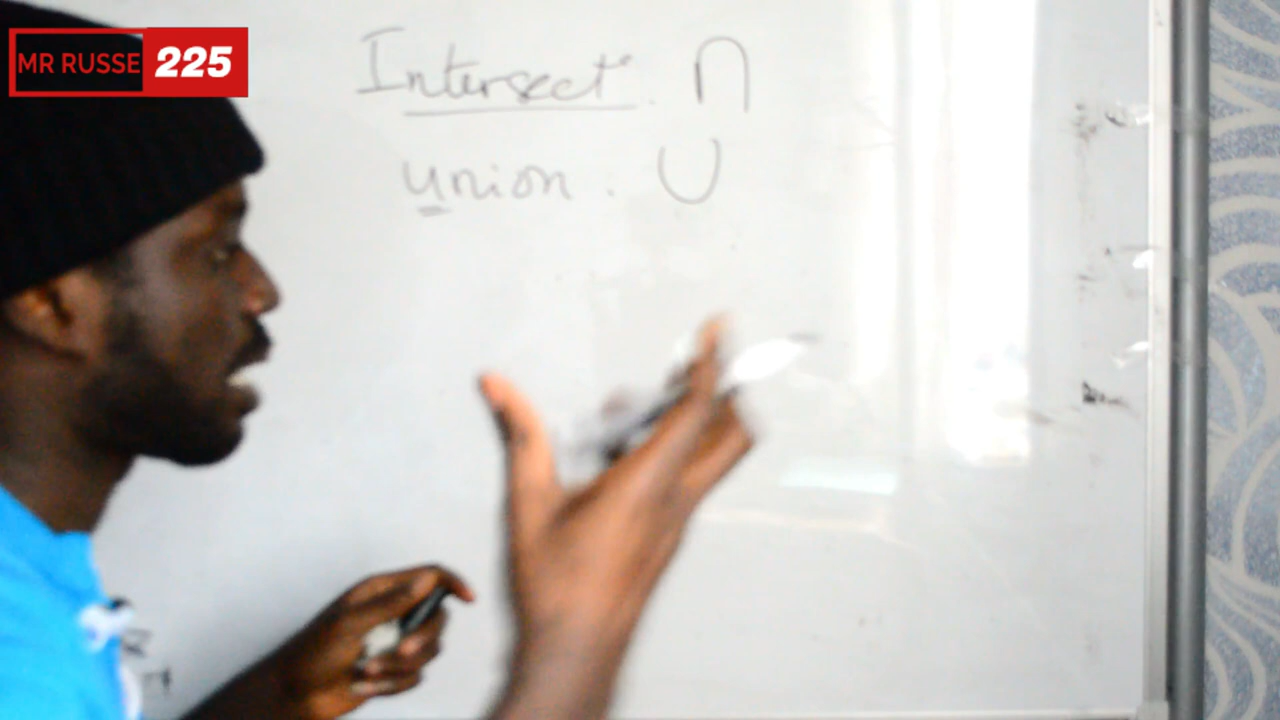 MR RUSSE 225
Intersect. ∩
union : ∪